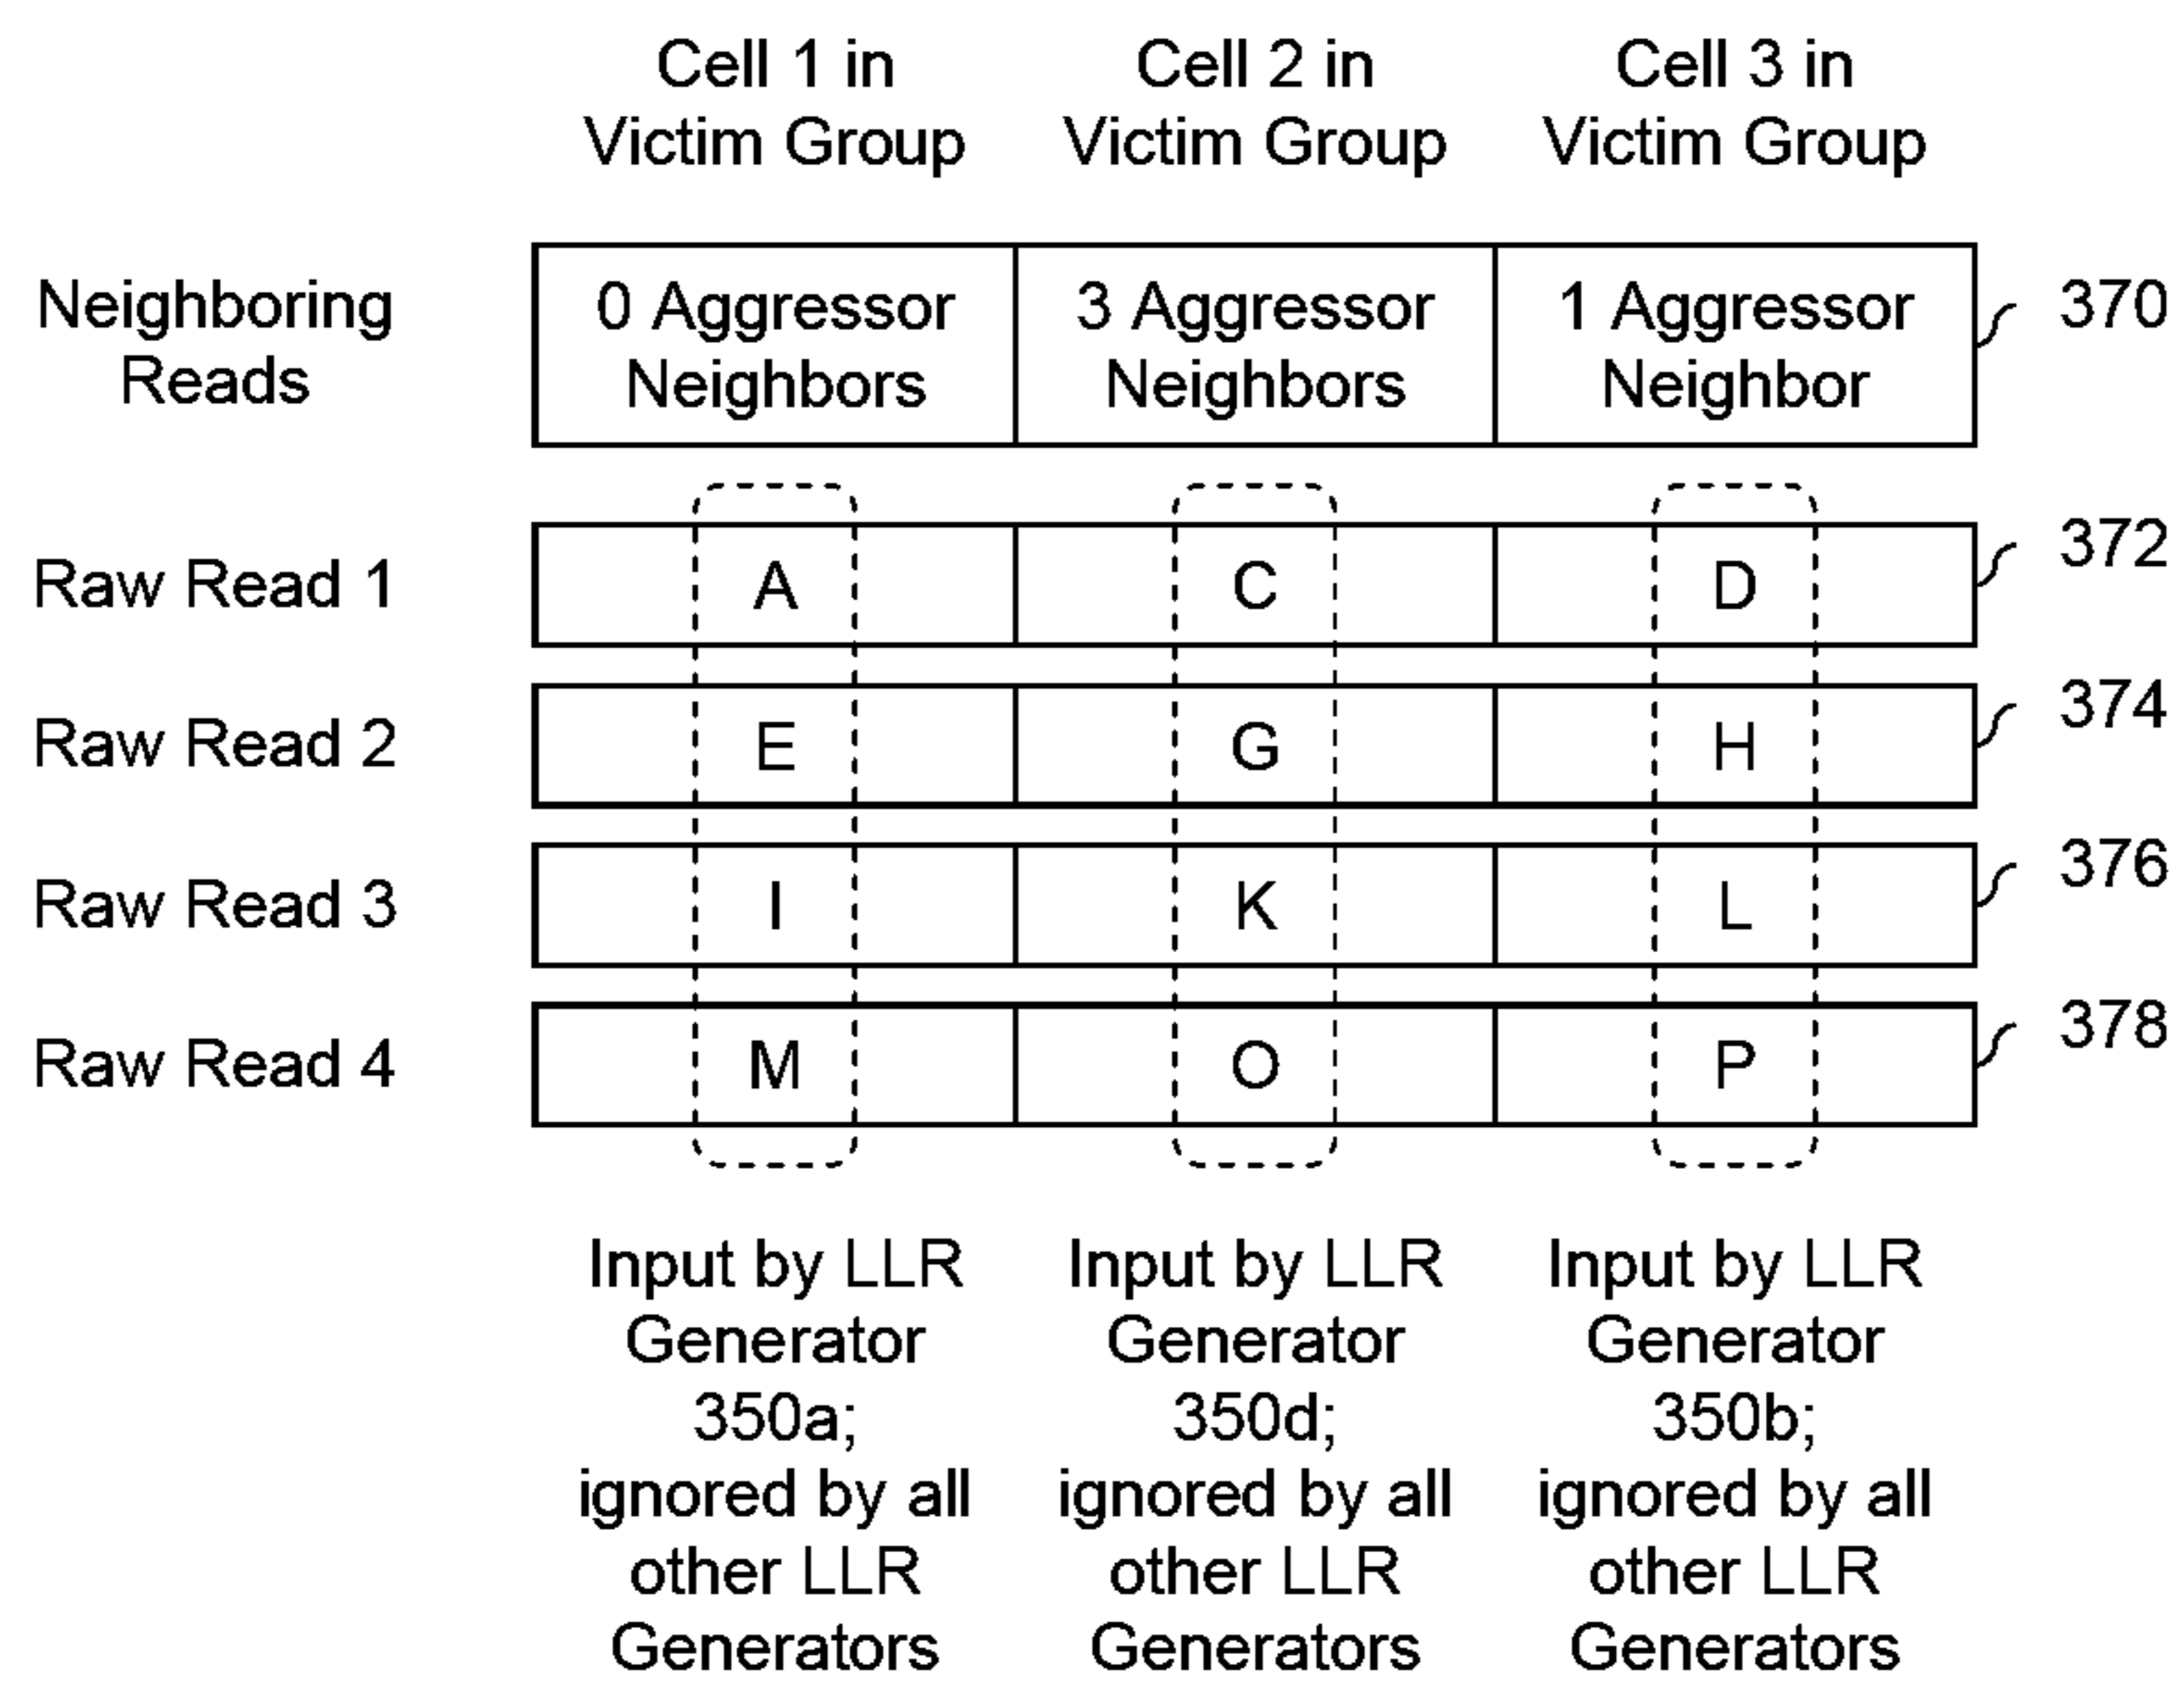 Cell 1 in
Victim Group
Cell 2 in
Victim Group
Cell 3 in
Victim Group
Neighboring
Reads
0 Aggressor
Neighbors
3 Aggressor
Neighbors
1 Aggressor
Neighbor
370
Raw Read 1
A
C
D
372
Raw Read 2
E
G
H
374
Raw Read 3
I
K
L
376
Raw Read 4
M
O
P
378
Input by LLR
Generator
350a;
ignored by all
other LLR
Generators
Input by LLR
Generator
350d;
ignored by all
other LLR
Generators
Input by LLR
Generator
350b;
ignored by all
other LLR
Generators